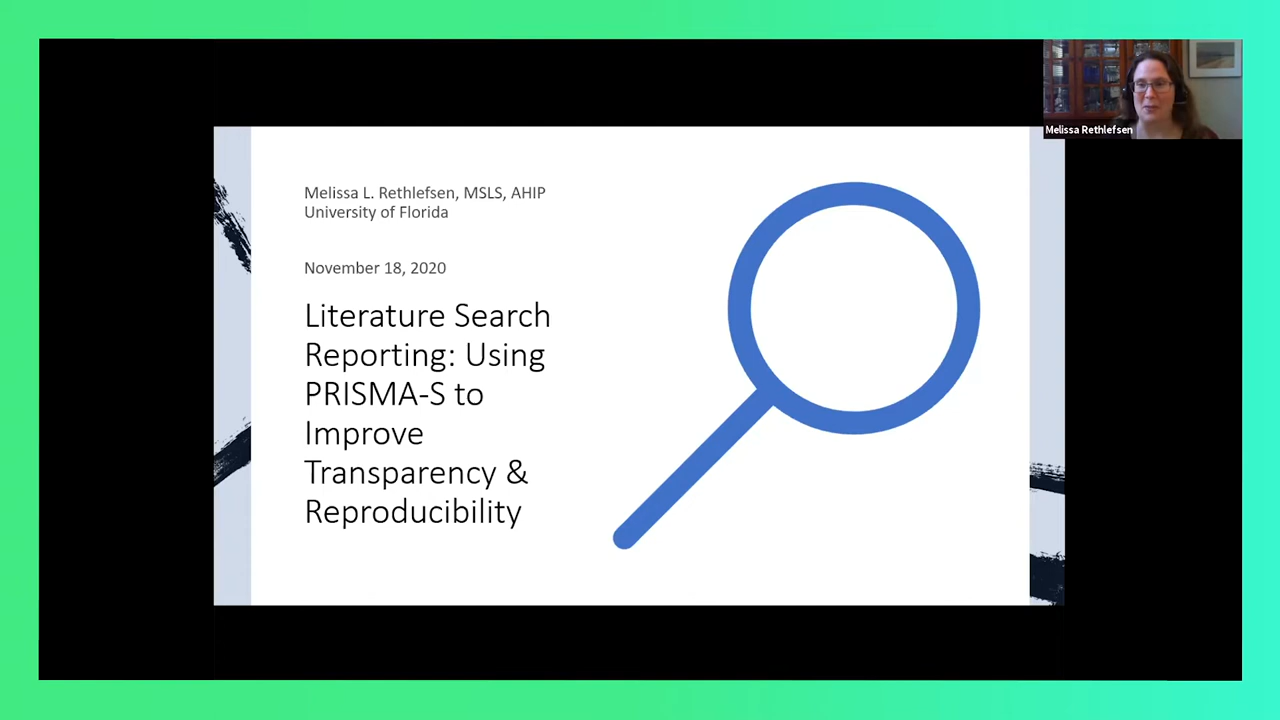 Melissa Rethlefsen
Melissa L. Rethlefsen, MSLS, AHIP
University of Florida
November 18, 2020
Literature Search
Reporting: Using
PRISMA-S to
Improve
Transparency &
Reproducibility